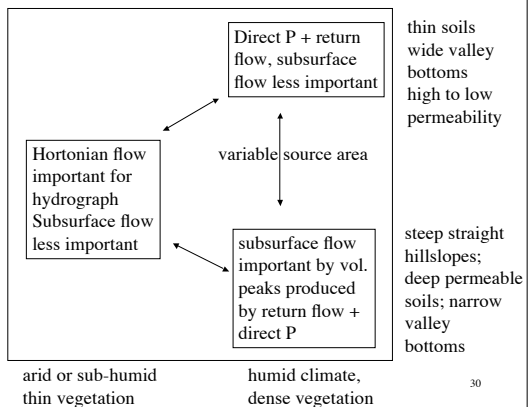 Direct P + return
flow, subsurface
flow less important
thin soils
wide valley
bottoms
high to low
permeability
variable source area
Hortonian flow
important for
hydrograph
Subsurface flow
less important
subsurface flow
important by vol.
peaks produced
by return flow +
direct P
steep straight
hillslopes;
deep permeable
soils; narrow
valley
bottoms
arid or sub-humid
thin vegetation
humid climate,
dense vegetation
30